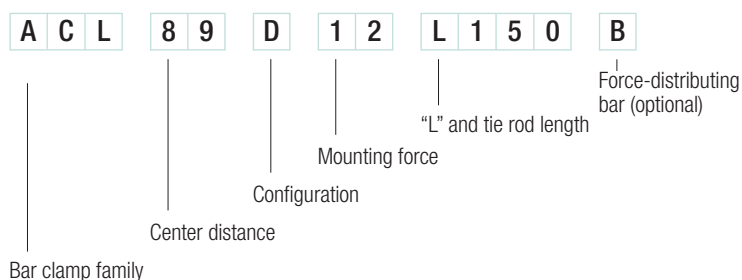 A C L 8 9 D 1 2 L 1 5 0 B
Force-distributing
bar (optional)
“L” and tie rod length
Mounting force
Configuration
Center distance
Bar clamp family